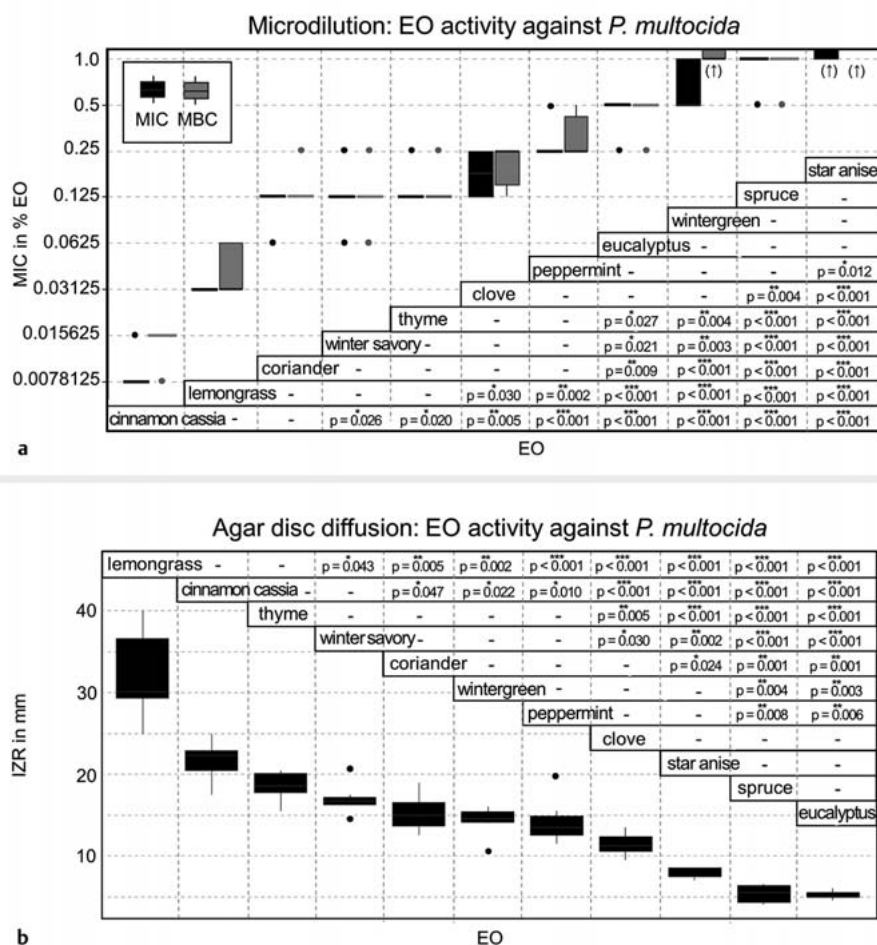 Microdilution: EO activity against P. multocida
MIC in % EO
1.0
0.5
0.25
0.125
0.0625
0.03125
0.015625
0.0078125
MIC MBC
(↑) (↑) (↑)
star anise
spruce -
wintergreen - -
eucalyptus - - -
*
peppermint - - - p = 0.012
** ***
clove - - - - p = 0.004 p < 0.001
* ** *** ***
thyme - - p = 0.027 p = 0.004 p < 0.001 p < 0.001
* ** *** ***
winter savory - - - p = 0.021 p = 0.003 p < 0.001 p < 0.001
** *** *** ***
coriander - - - - p = 0.009 p < 0.001 p < 0.001 p < 0.001
* ** *** *** *** ***
lemongrass - - - p = 0.030 p = 0.002 p < 0.001 p < 0.001 p < 0.001 p < 0.001
* * ** *** *** *** *** ***
cinnamon cassia - - p = 0.026 p = 0.020 p = 0.005 p < 0.001 p < 0.001 p < 0.001 p < 0.001 p < 0.001
a
EO
Agar disc diffusion: EO activity against P. multocida
* ** ** *** *** *** *** ***
lemongrass - - p = 0.043 p = 0.005 p = 0.002 p < 0.001 p < 0.001 p < 0.001 p < 0.001 p < 0.001
* * * *** *** *** ***
cinnamon cassia - - p = 0.047 p = 0.022 p = 0.010 p < 0.001 p < 0.001 p < 0.001 p < 0.001
** *** *** ***
thyme - - - - p = 0.005 p < 0.001 p < 0.001 p < 0.001
* ** *** ***
winter savory - - - p = 0.030 p = 0.002 p < 0.001 p < 0.001
* ** **
coriander - - - p = 0.024 p = 0.001 p = 0.001
** **
wintergreen - - - p = 0.004 p = 0.003
** **
peppermint - - p = 0.008 p = 0.006
clove - - -
star anise - -
spruce -
eucalyptus
IZR in mm
40
30
20
10
b
EO